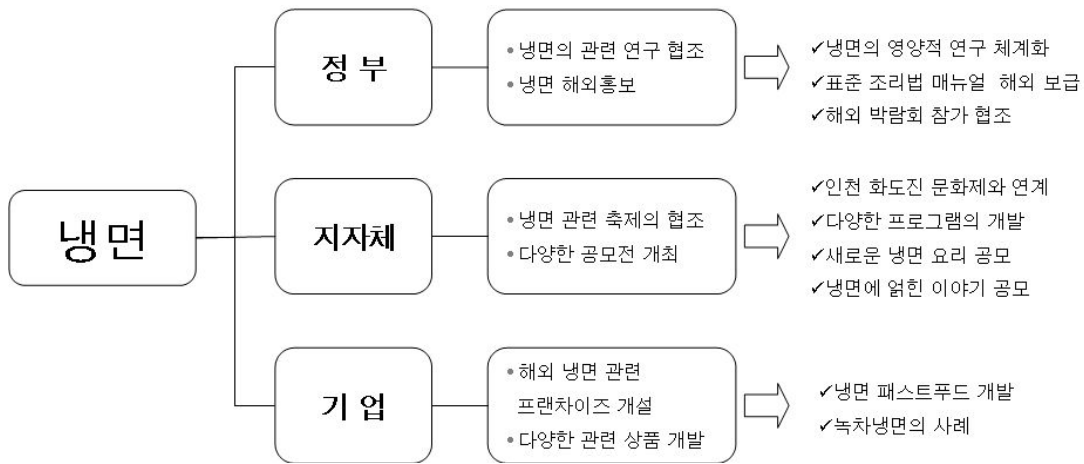 냉면
정 부
• 냉면의 관련 연구 협조
• 냉면 해외홍보
✓냉면의 영양적 연구 체계화
✓표준 조리법 매뉴얼 해외 보급
✓해외 박람회 참가 협조
지자체
• 냉면 관련 축제의 협조
• 다양한 공모전 개최
✓인천 화도진 문화제와 연계
✓다양한 프로그램의 개발
✓새로운 냉면 요리 공모
✓냉면에 얽힌 이야기 공모
기 업
• 해외 냉면 관련
프랜차이즈 개설
• 다양한 관련 상품 개발
✓냉면 패스트푸드 개발
✓녹차냉면의 사례